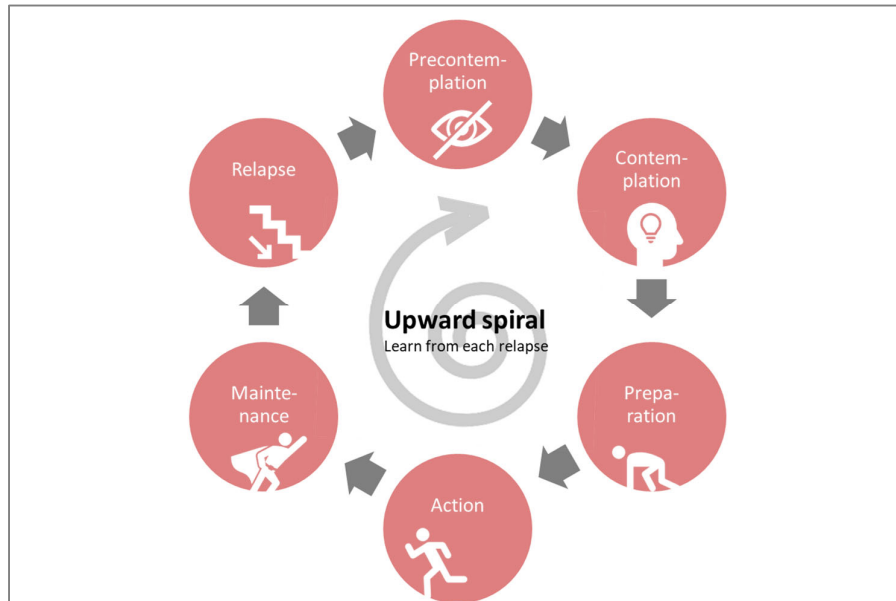 Precontem-
plation
Contem-
plation
Prepa-
ration
Action
Mainte-
nance
Relapse
Upward spiral
Learn from each relapse